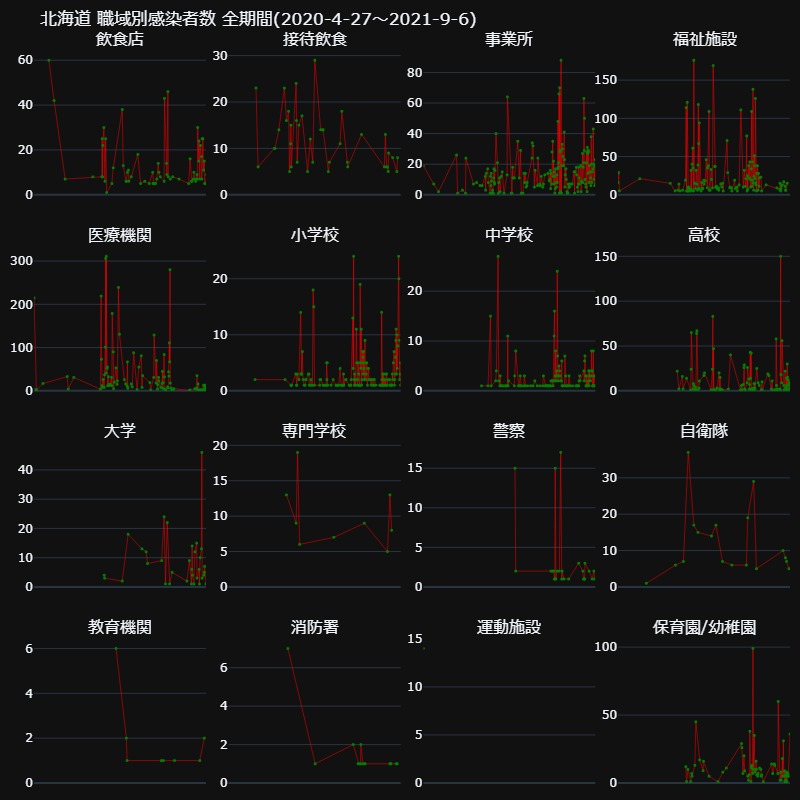 北海道 職域別感染者数 全期間(2020-4-27～2021-9-6)
飲食店 接待飲食 事業所 福祉施設
60 40 20 0
30 20 10 0
80 60 40 20 0
150 100 50 0
医療機関 小学校 中学校 高校
300 200 100 0
20 10 0
20 10 0
150 100 50 0
大学 専門学校 警察 自衛隊
40 30 20 10 0
20 15 10 5 0
15 10 5 0
30 20 10 0
教育機関 消防署 運動施設 保育園/幼稚園
6 4 2 0
6 4 2 0
15 10 5 0
100 50 0